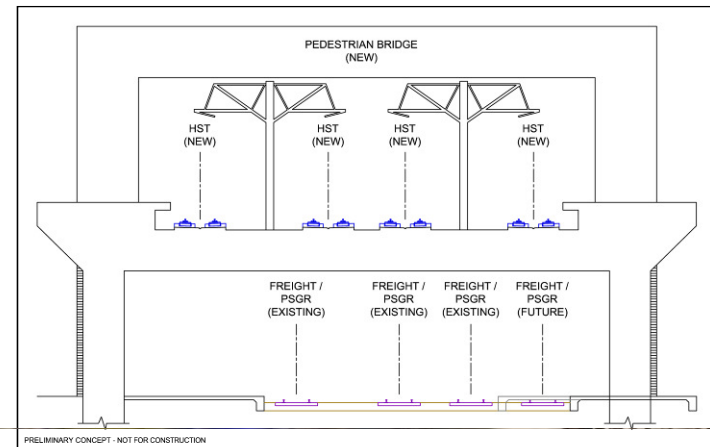 PEDESTRIAN BRIDGE
(NEW)
HST
(NEW)
HST
(NEW)
HST
(NEW)
HST
(NEW)
FREIGHT /
PSGR
(EXISTING)
FREIGHT /
PSGR
(EXISTING)
FREIGHT /
PSGR
(EXISTING)
FREIGHT /
PSGR
(FUTURE)
PRELIMINARY CONCEPT - NOT FOR CONSTRUCTION